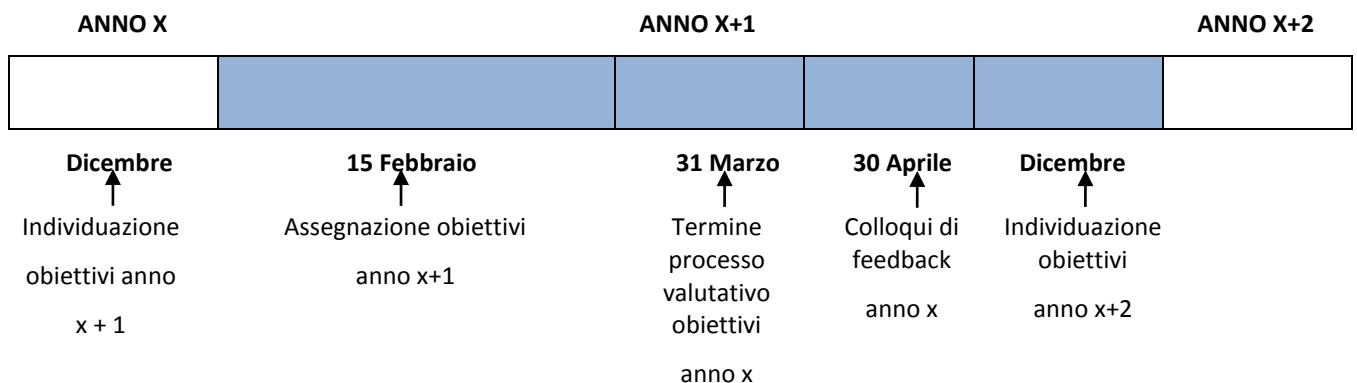 ANNO X
ANNO X+1
ANNO X+2
Dicembre
Individuazione
obiettivi anno
x + 1
15 Febbraio
Assegnazione obiettivi
anno x+1
31 Marzo
Termine
processo
valutativo
obiettivi
anno x
30 Aprile
Colloqui di
feedback
anno x
Dicembre
Individuazione
obiettivi
anno x+2